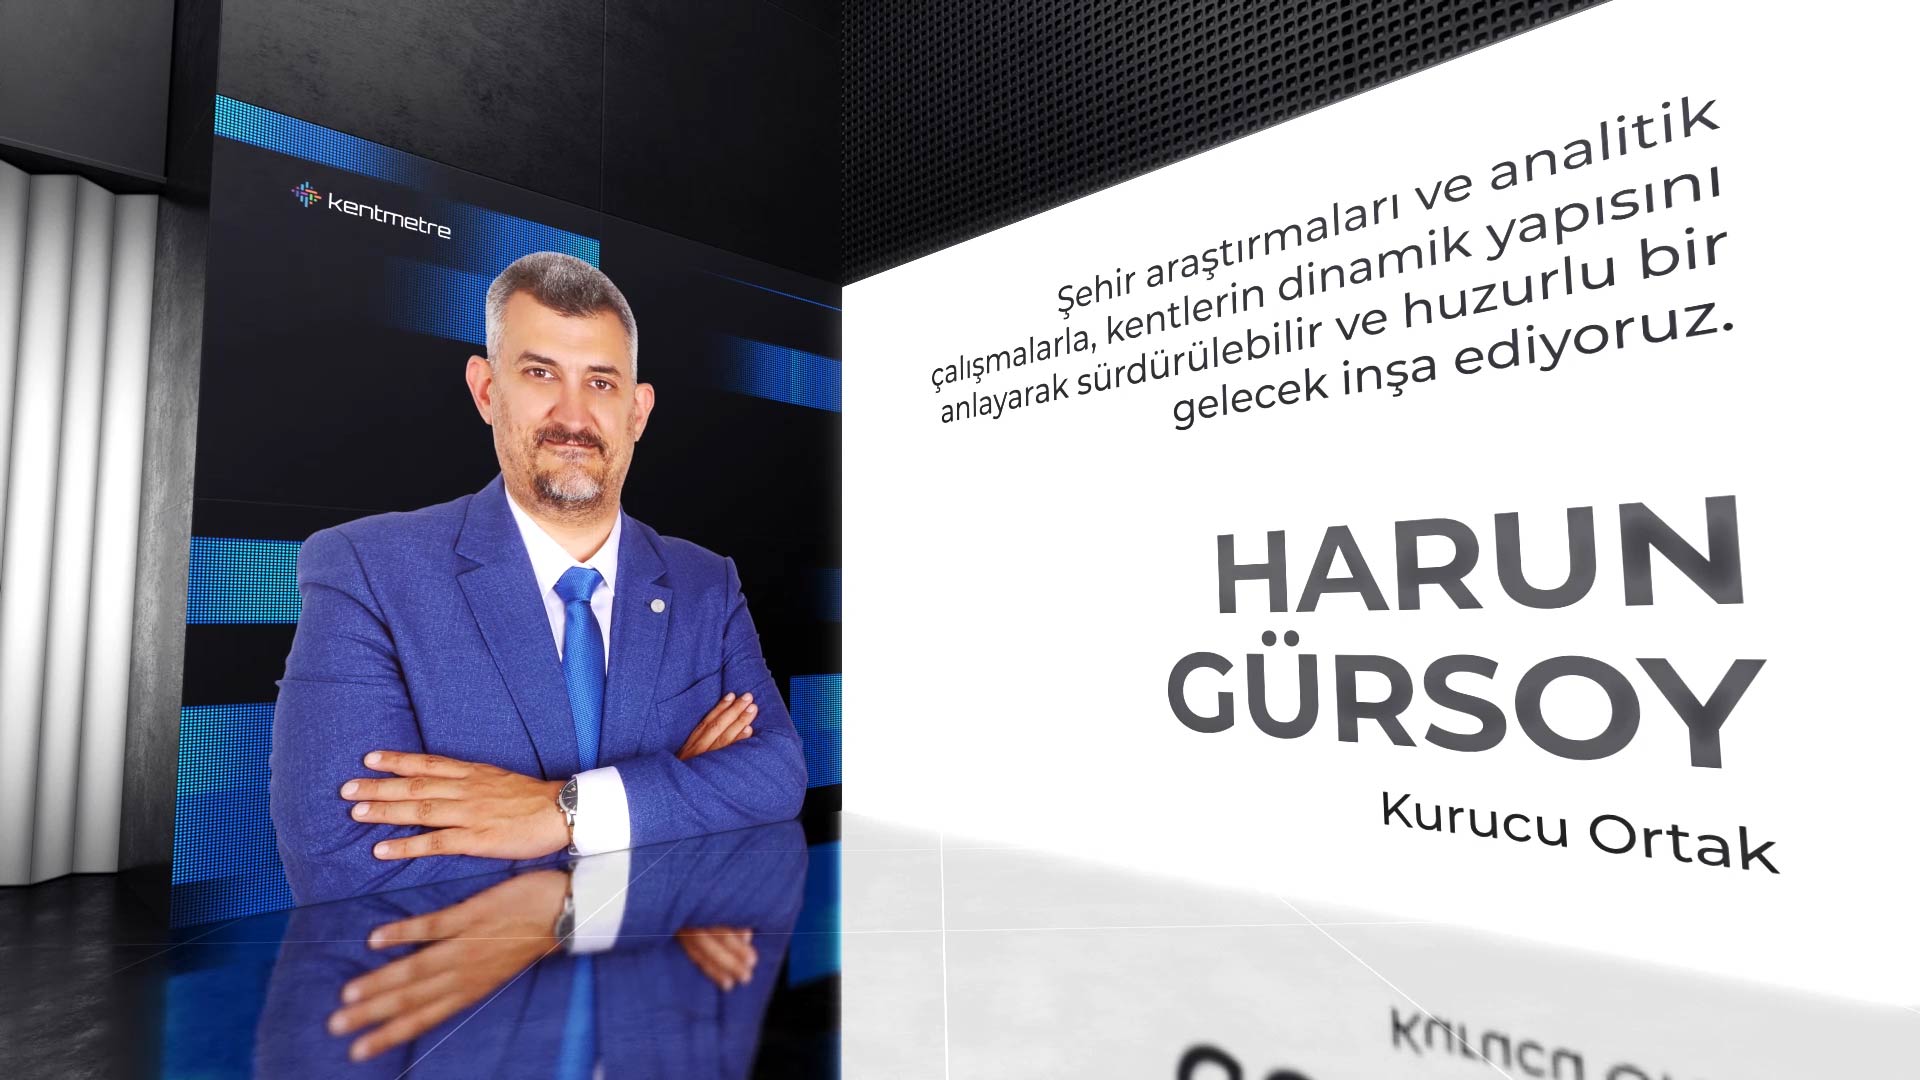 kentmetre
Şehir araştırmaları ve analitik
çalışmalarla, kentlerin dinamik yapısını
anlayarak sürdürülebilir ve huzurlu bir
gelecek inşa ediyoruz.
HARUN
GÜRSOY
Kurucu Ortak